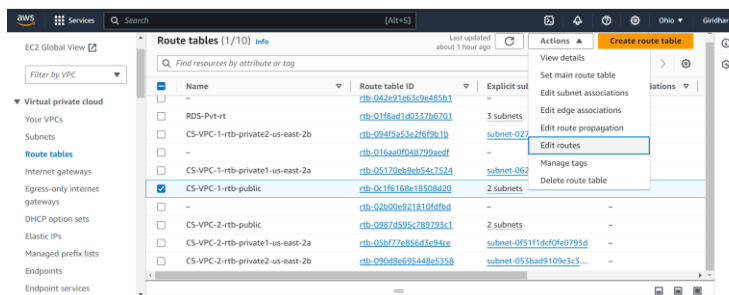 aws
Services
Search
[Alt+S]
Ohio
Giridhar
EC2 Global View
Filter by VPC
Virtual private cloud
Your VPCs
Subnets
Route tables
Internet gateways
Egress-only internet
gateways
DHCP option sets
Elastic IPs
Managed prefix lists
Endpoints
Endpoint services
Route tables (1/10) Info
Last updated
about 1 hour
ago
Actions
Create route table
Find resources by attribute or tag
View details
Set main route table
Edit subnet associations
Edit edge associations
Edit route propagation
Edit routes
Manage tags
Delete route table
Name
Route table ID
Explicit sub
iations
– rtb-042e91e63c9e485b1 –
RDS-Pvt-rt rtb-01f8ad1d0337b6701 3 subnets
CS-VPC-1-rtb-private2-us-east-2b rtb-094f5a53e2f6f9b1b subnet-027
– rtb-016aa0f048799aedf –
CS-VPC-1-rtb-private1-us-east-2a rtb-05170eb9eb54c7524 subnet-062
CS-VPC-1-rtb-public rtb-0c1f6168e18508d20 2 subnets
– rtb-02b00e921810fdfbd – –
CS-VPC-2-rtb-public rtb-0987d595c789793c1 2 subnets –
CS-VPC-2-rtb-private1-us-east-2a rtb-05bf77e856d3e94ce subnet-0f51f1dcf0fe0793d –
CS-VPC-2-rtb-private2-us-east-2b rtb-090d8e695448e5358 subnet-053bad9109e3c3... –